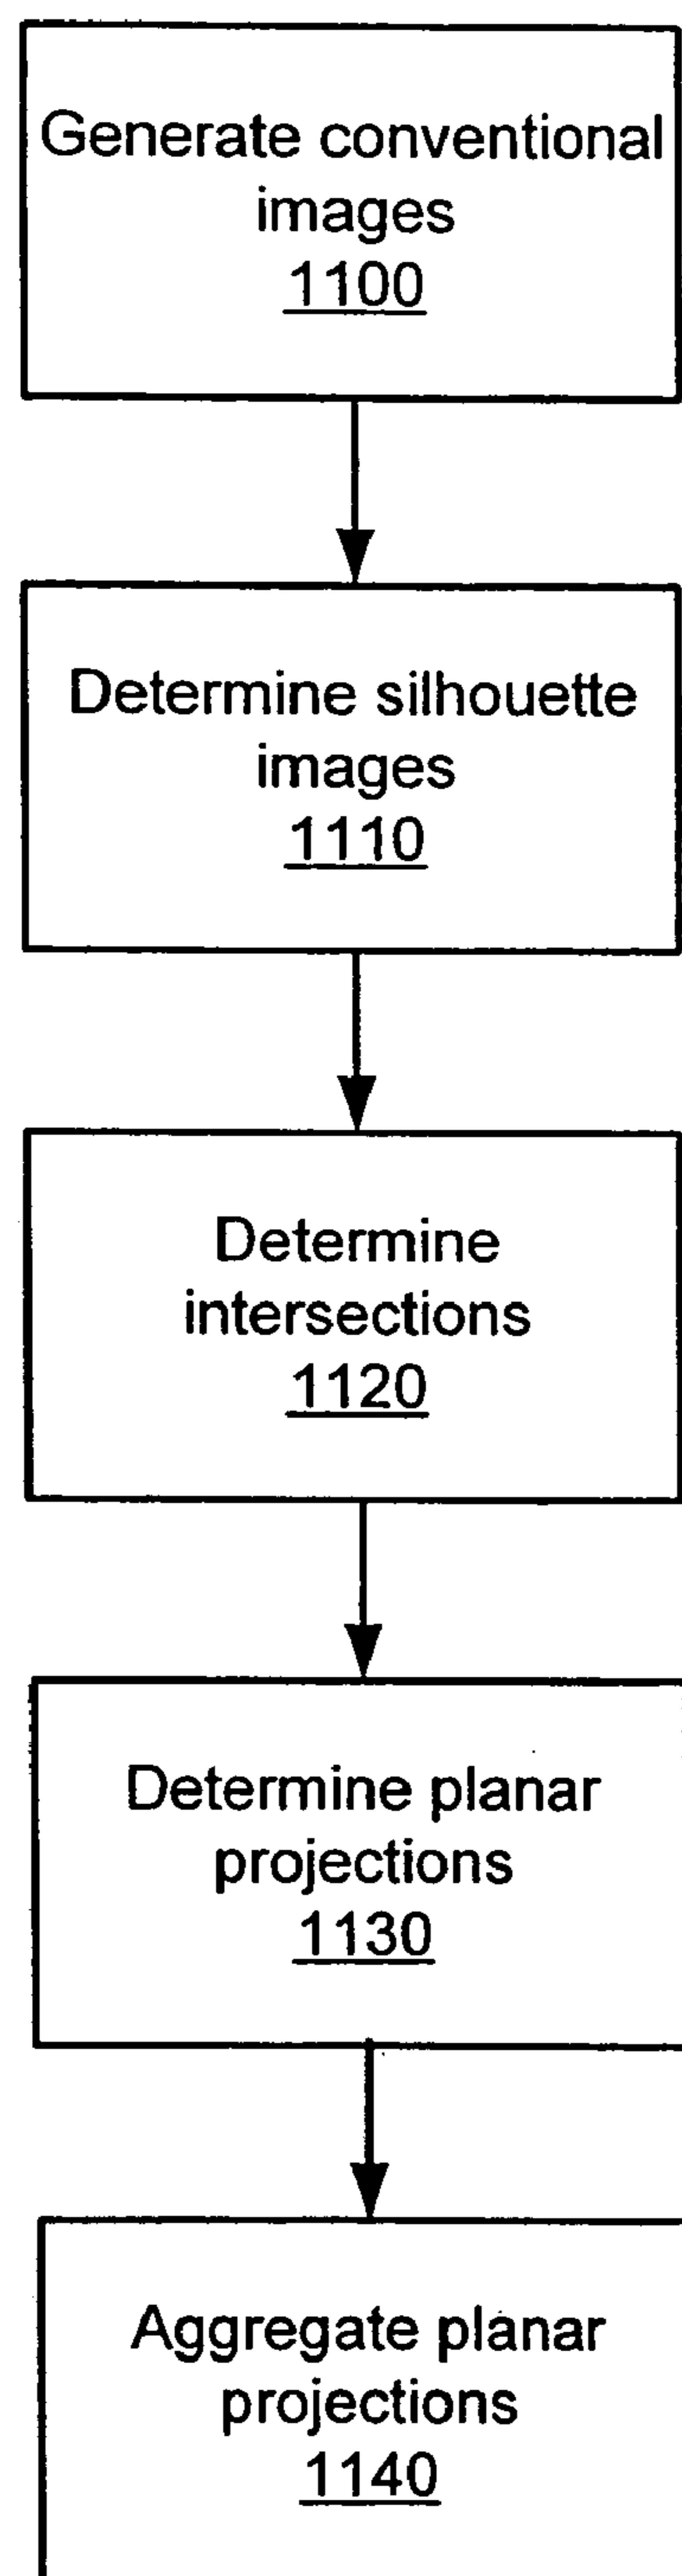 Generate conventional
images
1100
Determine silhouette
images
1110
Determine
intersections
1120
Determine planar
projections
1130
Aggregate planar
projections
1140